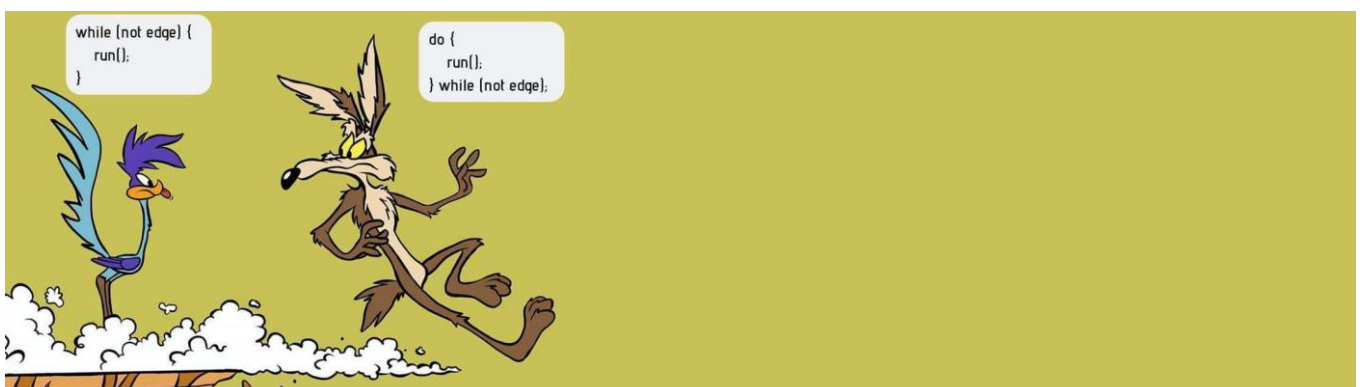 while (not edge) {
run();
}
do {
run();
} while (not edge);